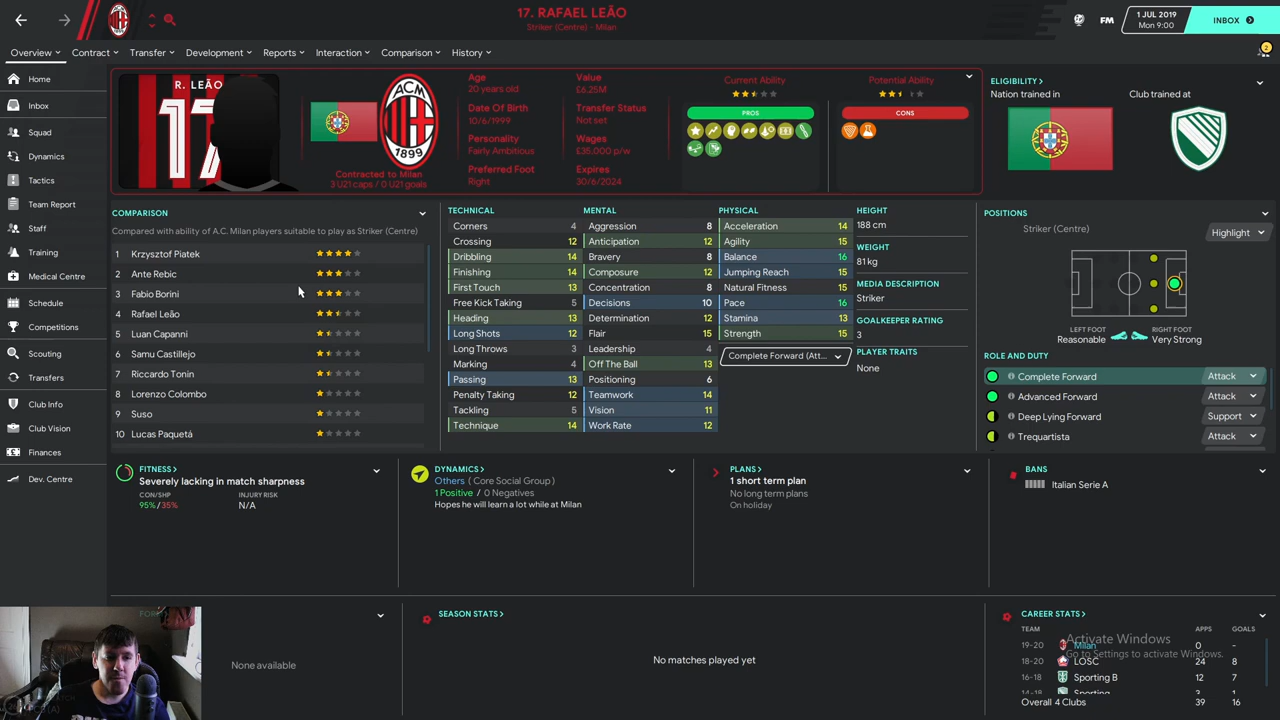 17. RAFAEL LEÃO
Striker (Centre) - Milan
FM
1 JUL 2019
Mon 9:00
INBOX
2
Overview
Contract
Transfer
Development
Reports
Interaction
Comparison
History
Home
Inbox
Squad
Dynamics
Tactics
Team Report
Staff
Training
Medical Centre
Schedule
Competitions
Scouting
Transfers
Club Info
Club Vision
Finances
Dev. Centre
R. LEÃO
17
ACM
1899
Contracted to Milan
3 U21 caps / 0 U21 goals
Age
20 years old
Date Of Birth
10/6/1999
Personality
Fairly Ambitious
Preferred Foot
Right
Value
£6.25M
Transfer Status
Not set
Wages
£35,000 p/w
Expires
30/6/2024
Current Ability
PROS
Potential Ability
CONS
ELIGIBILITY >
Nation trained in
Club trained at
COMPARISON
Compared with ability of A.C. Milan players suitable to play as Striker (Centre)
1 Krzysztof Piatek
2 Ante Rebic
3 Fabio Borini
4 Rafael Leão
5 Luan Capanni
6 Samu Castillejo
7 Riccardo Tonin
8 Lorenzo Colombo
9 Suso
10 Lucas Paquetá
TECHNICAL
Corners 4
Crossing 12
Dribbling 14
Finishing 14
First Touch 13
Free Kick Taking 5
Heading 13
Long Shots 12
Long Throws 3
Marking 4
Passing 13
Penalty Taking 12
Tackling 5
Technique 14
MENTAL
Aggression 8
Anticipation 12
Bravery 8
Composure 12
Concentration 8
Decisions 10
Determination 12
Flair 15
Leadership 4
Off The Ball 13
Positioning 6
Teamwork 14
Vision 11
Work Rate 12
PHYSICAL
Acceleration 14
Agility 15
Balance 16
Jumping Reach 15
Natural Fitness 15
Pace 16
Stamina 13
Strength 15
Complete Forward (Att...
HEIGHT
188 cm
WEIGHT
81 kg
MEDIA DESCRIPTION
Striker
GOALKEEPER RATING
3
PLAYER TRAITS
None
POSITIONS
Striker (Centre)
Highlight
LEFT FOOT
Reasonable
RIGHT FOOT
Very Strong
ROLE AND DUTY
Complete Forward Attack
Advanced Forward Attack
Deep Lying Forward Support
Trequartista Attack
FITNESS >
Severely lacking in match sharpness
CON/SHP
95%/35%
INJURY RISK
N/A
DYNAMICS >
Others ( Core Social Group )
1 Positive / 0 Negatives
Hopes he will learn a lot while at Milan
PLANS >
1 short term plan
No long term plans
On holiday
BANS
Italian Serie A
None available
SEASON STATS >
No matches played yet
CAREER STATS >
TEAM APPS GOALS
19-20 Milan 0 -
18-20 LOSC 24 8
16-18 Sporting B 12 7
Overall 4 Clubs 39 16
Activate Windows
Go to Settings to activate Windows.